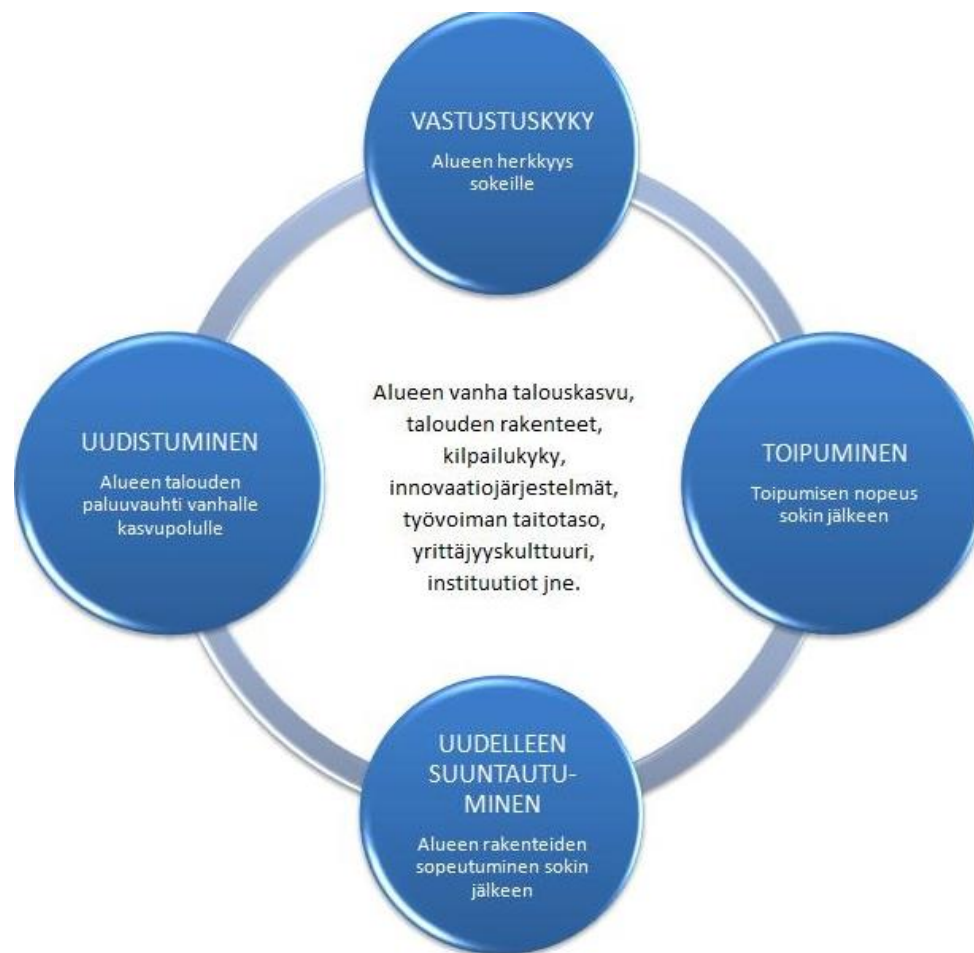 VASTUSTUSKYKY
Alueen herkkyys
sokeille
Alueen vanha talouskasvu,
talouden rakenteet,
kilpailukyky,
innovaatiojärjestelmät,
työvoiman taitotaso,
yrittäjyyskulttuuri,
instituutiot jne.
TOIPUMINEN
Toipumisen nopeus
sokin jälkeen
UUDELLEEN
SUUNTAUTU-
MINEN
Alueen rakenteiden
sopeutuminen sokin
jälkeen
UUDISTUMINEN
Alueen talouden
paluuvauhti vanhalle
kasvupolulle